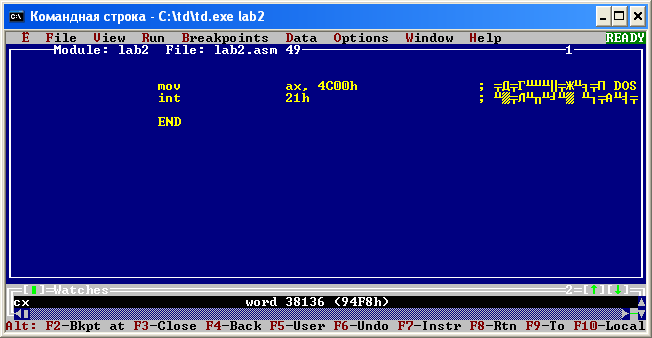 Командная строка - C:\td\td.exe lab2
Ë File View Run Breakpoints Data Options Window Help READY
Module: lab2 File: lab2.asm 49 1
mov ax, 4C00h ; DOS
int 21h ;
END
Watches 2
cx word 38136 (94F8h)
Alt: F2-Bkpt at F3-Close F4-Back F5-User F6-Undo F7-Instr F8-Rtn F9-To F10-Local